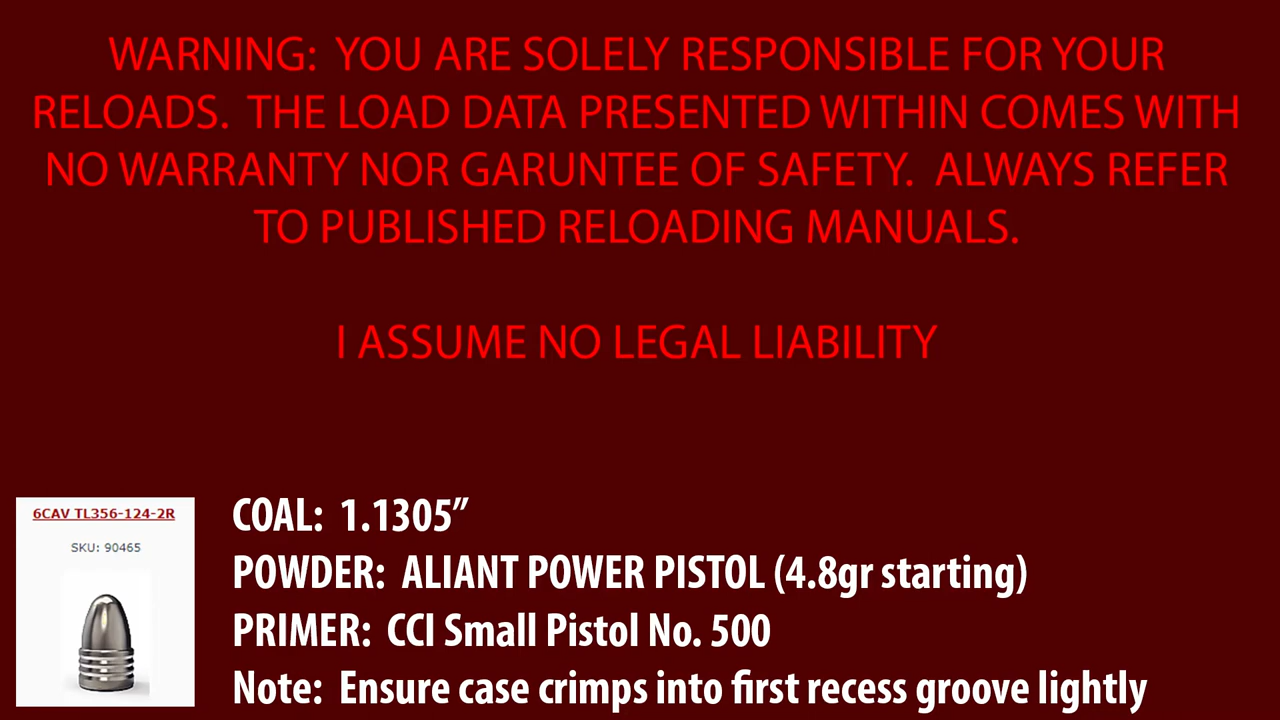 WARNING: YOU ARE SOLELY RESPONSIBLE FOR YOUR
RELOADS. THE LOAD DATA PRESENTED WITHIN COMES WITH
NO WARRANTY NOR GARUNTEE OF SAFETY. ALWAYS REFER
TO PUBLISHED RELOADING MANUALS.
I ASSUME NO LEGAL LIABILITY
6CAV TL356-124-2R
SKU: 90465
COAL: 1.1305”
POWDER: ALIANT POWER PISTOL (4.8gr starting)
PRIMER: CCI Small Pistol No. 500
Note: Ensure case crimps into first recess groove lightly